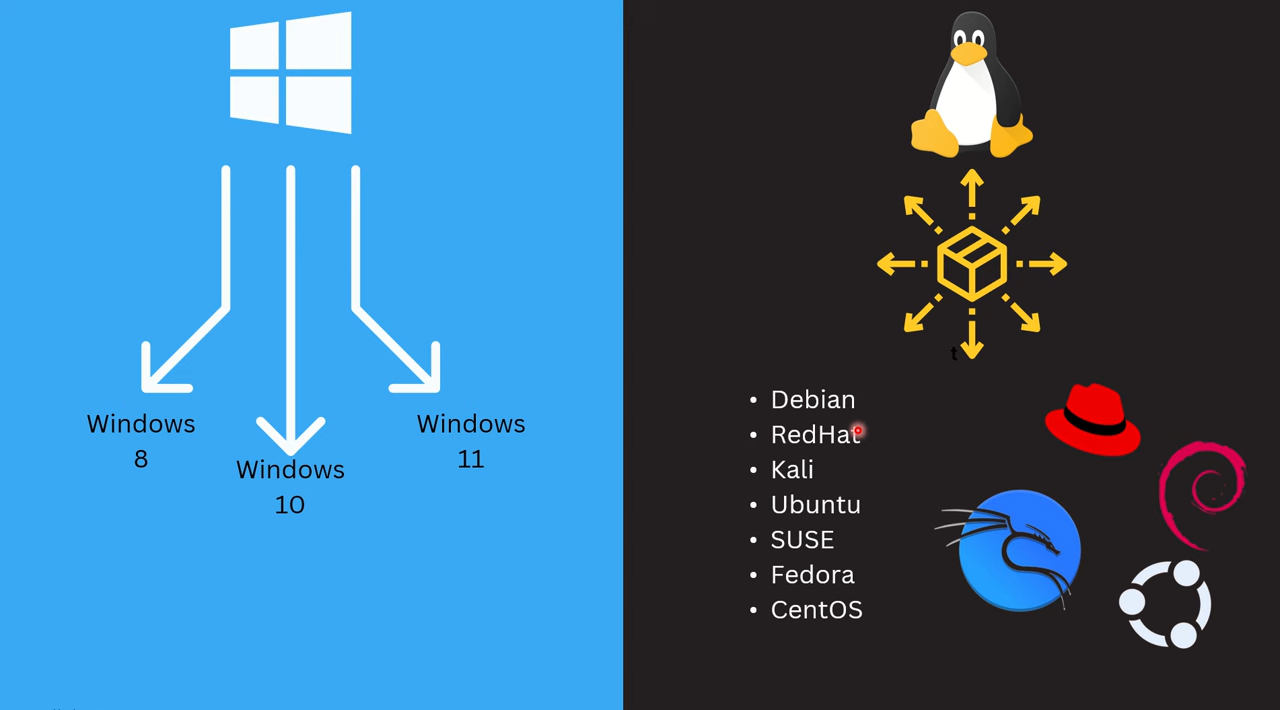 Windows
8
Windows
10
Windows
11
t
• Debian
• RedHat
• Kali
• Ubuntu
• SUSE
• Fedora
• CentOS